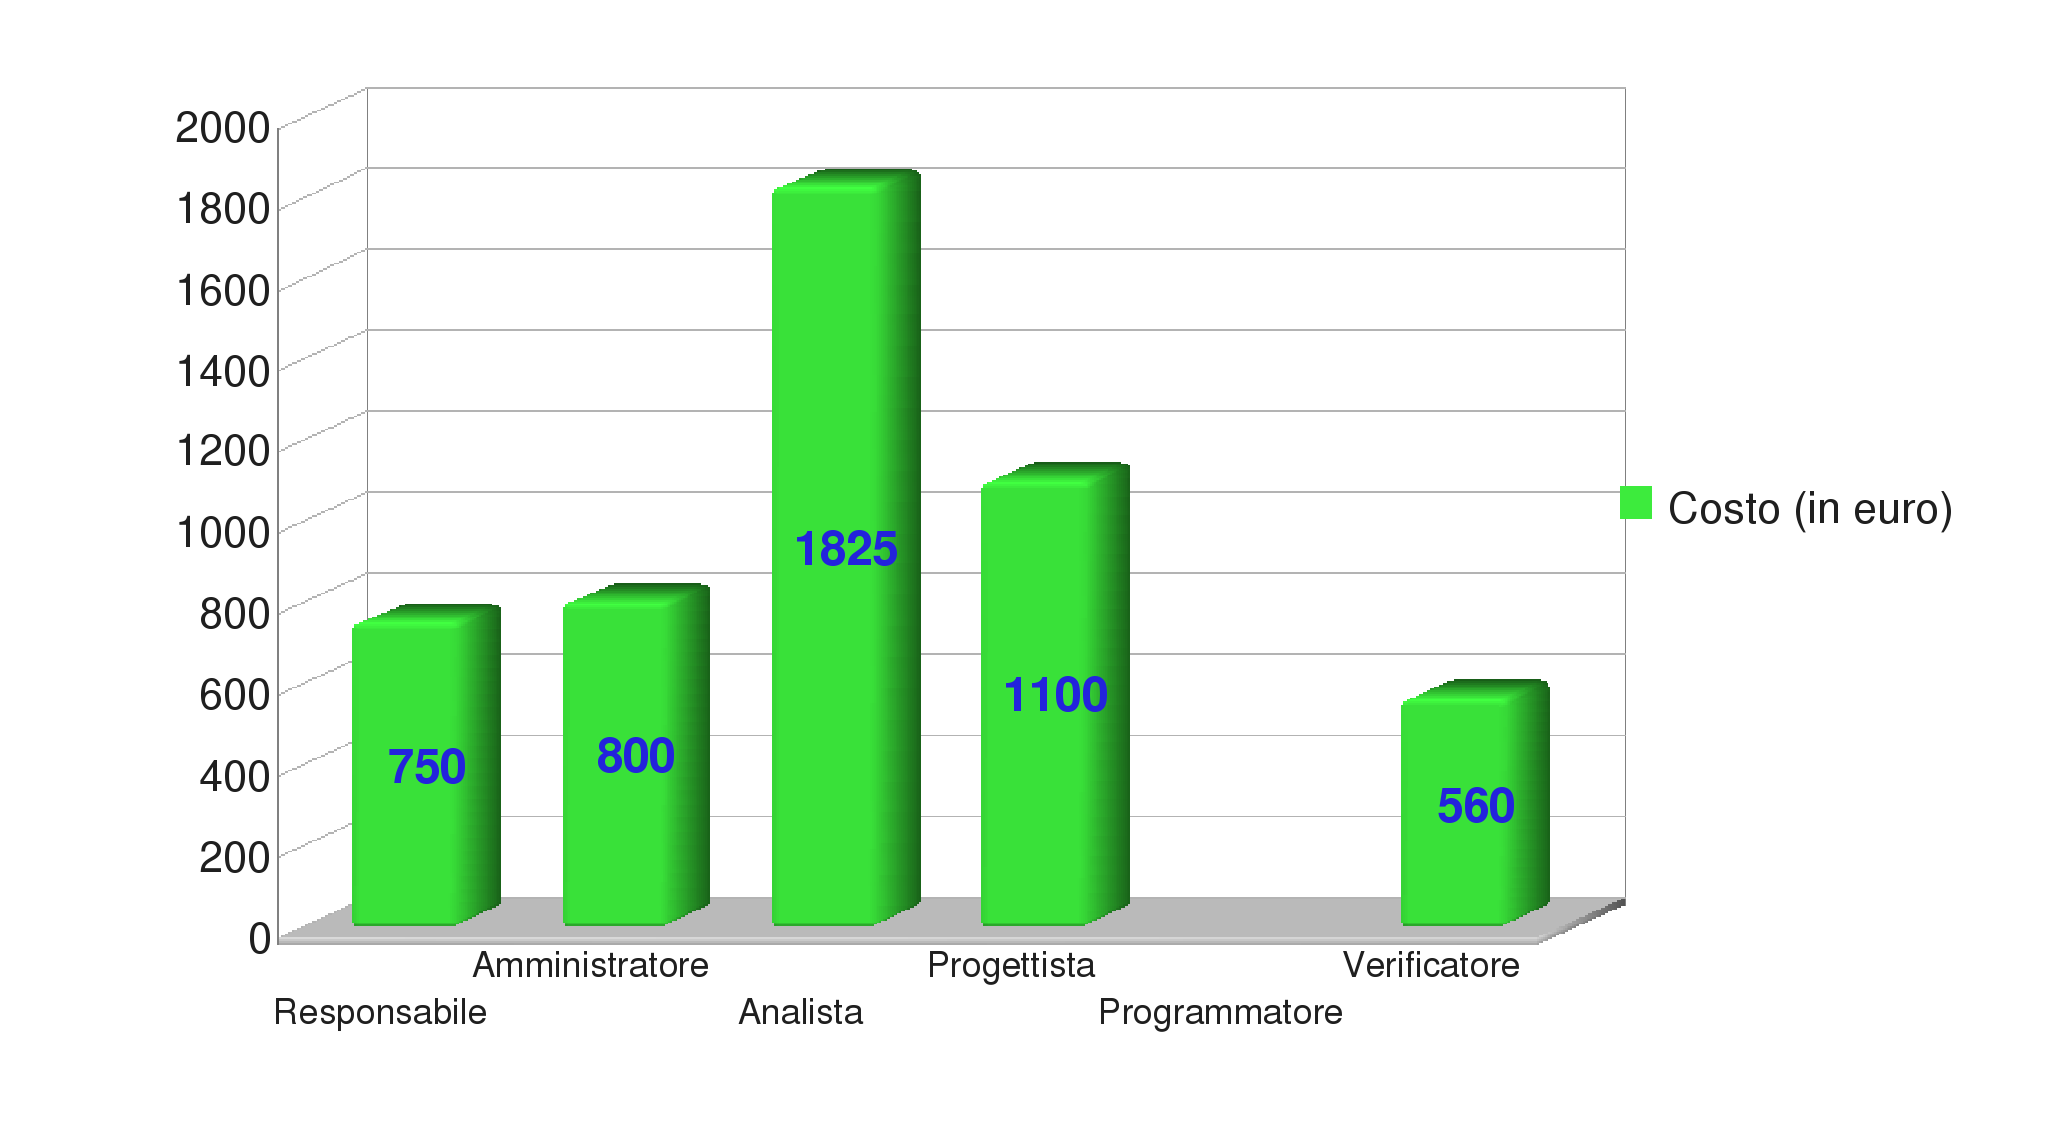 2000
1800
1600
1400
1200
1000
800
600
400
200
0
750
800
1825
1100
560
Amministratore
Progettista
Verificatore
Responsabile
Analista
Programmatore
Costo (in euro)